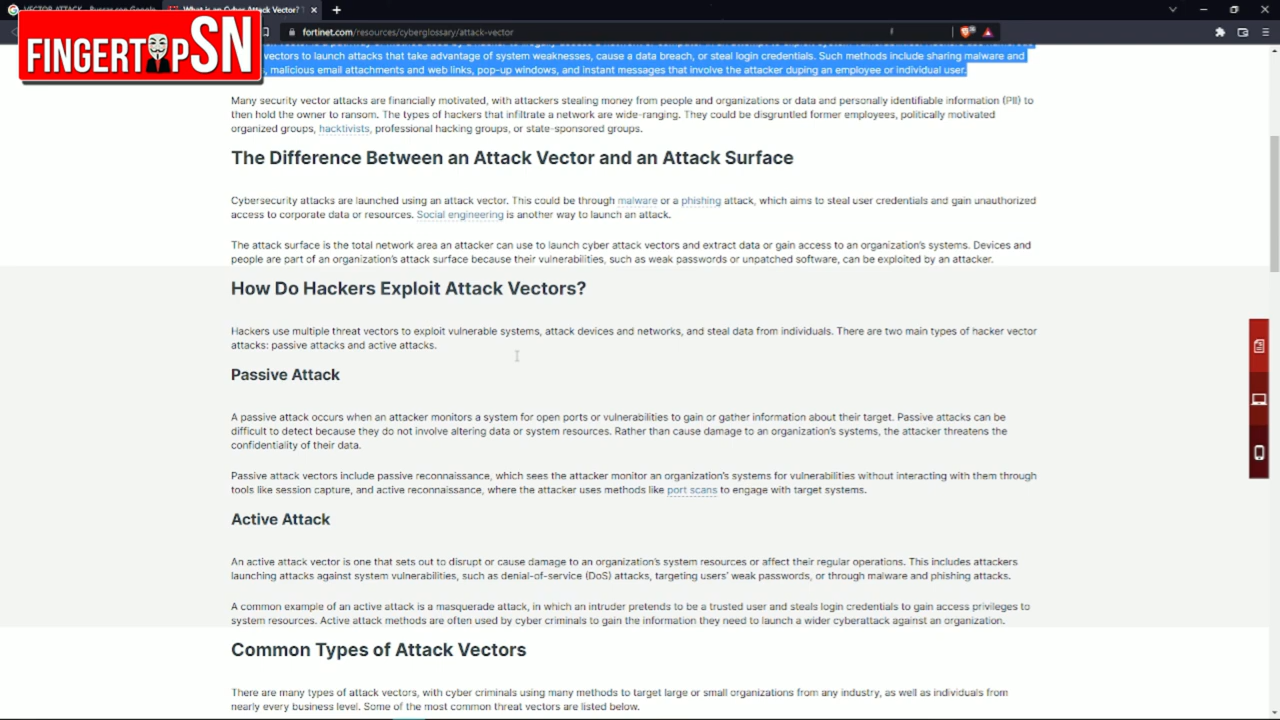 VECTOR ATTACK - Buscar con Google
What is an Cyber Attack Vector?
FINGERTIPSN
fortinet.com/resources/cyberglossary/attack-vector
vectors to launch attacks that take advantage of system weaknesses, cause a data breach, or steal login credentials. Such methods include sharing malware and
malicious email attachments and web links, pop-up windows, and instant messages that involve the attacker duping an employee or individual user.
Many security vector attacks are financially motivated, with attackers stealing money from people and organizations or data and personally identifiable information (PII) to
then hold the owner to ransom. The types of hackers that infiltrate a network are wide-ranging. They could be disgruntled former employees, politically motivated
organized groups, hacktivists, professional hacking groups, or state-sponsored groups.
The Difference Between an Attack Vector and an Attack Surface
Cybersecurity attacks are launched using an attack vector. This could be through malware or a phishing attack, which aims to steal user credentials and gain unauthorized
access to corporate data or resources. Social engineering is another way to launch an attack.
The attack surface is the total network area an attacker can use to launch cyber attack vectors and extract data or gain access to an organization's systems. Devices and
people are part of an organization's attack surface because their vulnerabilities, such as weak passwords or unpatched software, can be exploited by an attacker.
How Do Hackers Exploit Attack Vectors?
Hackers use multiple threat vectors to exploit vulnerable systems, attack devices and networks, and steal data from individuals. There are two main types of hacker vector
attacks: passive attacks and active attacks.
Passive Attack
A passive attack occurs when an attacker monitors a system for open ports or vulnerabilities to gain or gather information about their target. Passive attacks can be
difficult to detect because they do not involve altering data or system resources. Rather than cause damage to an organization's systems, the attacker threatens the
confidentiality of their data.
Passive attack vectors include passive reconnaissance, which sees the attacker monitor an organization's systems for vulnerabilities without interacting with them through
tools like session capture, and active reconnaissance, where the attacker uses methods like port scans to engage with target systems.
Active Attack
An active attack vector is one that sets out to disrupt or cause damage to an organization's system resources or affect their regular operations. This includes attackers
launching attacks against system vulnerabilities, such as denial-of-service (DoS) attacks, targeting users' weak passwords, or through malware and phishing attacks.
A common example of an active attack is a masquerade attack, in which an intruder pretends to be a trusted user and steals login credentials to gain access privileges to
system resources. Active attack methods are often used by cyber criminals to gain the information they need to launch a wider cyberattack against an organization.
Common Types of Attack Vectors
There are many types of attack vectors, with cyber criminals using many methods to target large or small organizations from any industry, as well as individuals from
nearly every business level. Some of the most common threat vectors are listed below.